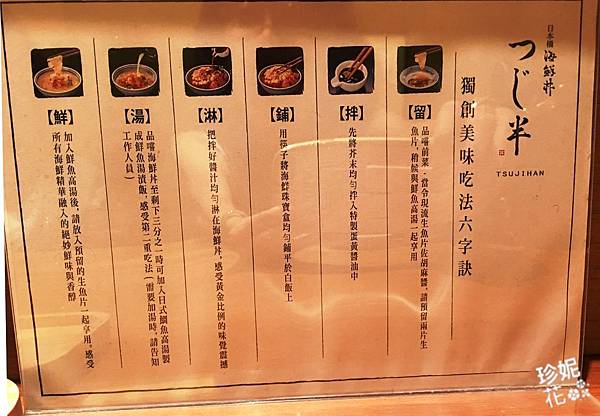 日本橋 海鮮丼
つじ半
TSUJIHAN
獨創美味吃法六字訣
【留】
品嚐前菜-當令現流生魚片佐胡麻醬,請預留兩片生
魚片,稍候與鮮魚高湯一起享用
【拌】
先將芥末均勻拌入特製蛋黃醬油中
【鋪】
用筷子將海鮮珠寶盒均勻鋪平於白飯上
【淋】
把拌好醬汁均勻淋在海鮮丼,感受黃金比例的味覺震撼
【湯】
品嚐海鮮丼至剩下三分之一時可加入日式鯛魚高湯製
成鮮魚湯漬飯,感受第二重吃法(需要加湯時,請告知
工作人員)
【鮮】
加入鮮魚高湯後,請放入預留的生魚片一起享用,感受
所有海鮮精華融入的絕妙鮮味與香醇
珍妮花